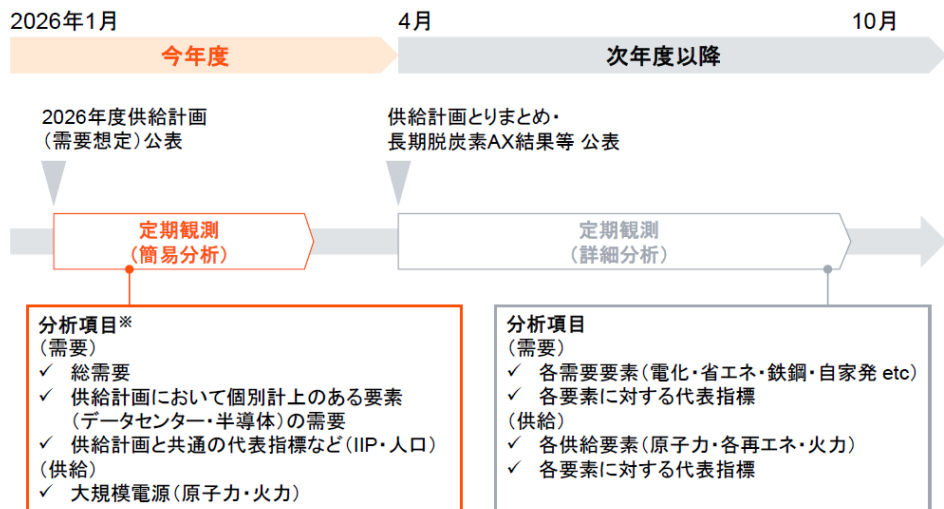 2026年1月
4月
10月
今年度
次年度以降
2026年度供給計画
(需要想定)公表
供給計画とりまとめ・
長期脱炭素AX結果等 公表
定期観測
(簡易分析)
定期観測
(詳細分析)
分析項目※
(需要)
✓ 総需要
✓ 供給計画において個別計上のある要素
(データセンター・半導体)の需要
✓ 供給計画と共通の代表指標など(IIP・人口)
(供給)
✓ 大規模電源(原子力・火力)
分析項目
(需要)
✓ 各需要要素(電化・省エネ・鉄鋼・自家発 etc)
✓ 各要素に対する代表指標
(供給)
✓ 各供給要素(原子力・各再エネ・火力)
✓ 各要素に対する代表指標